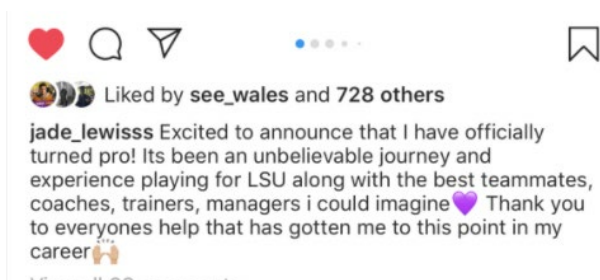 Liked by see_wales and 728 others
jade_lewisss Excited to announce that I have officially
turned pro! Its been an unbelievable journey and
experience playing for LSU along with the best teammates,
coaches, trainers, managers i could imagine💜 Thank you
to everyones help that has gotten me to this point in my
career🙌🏼